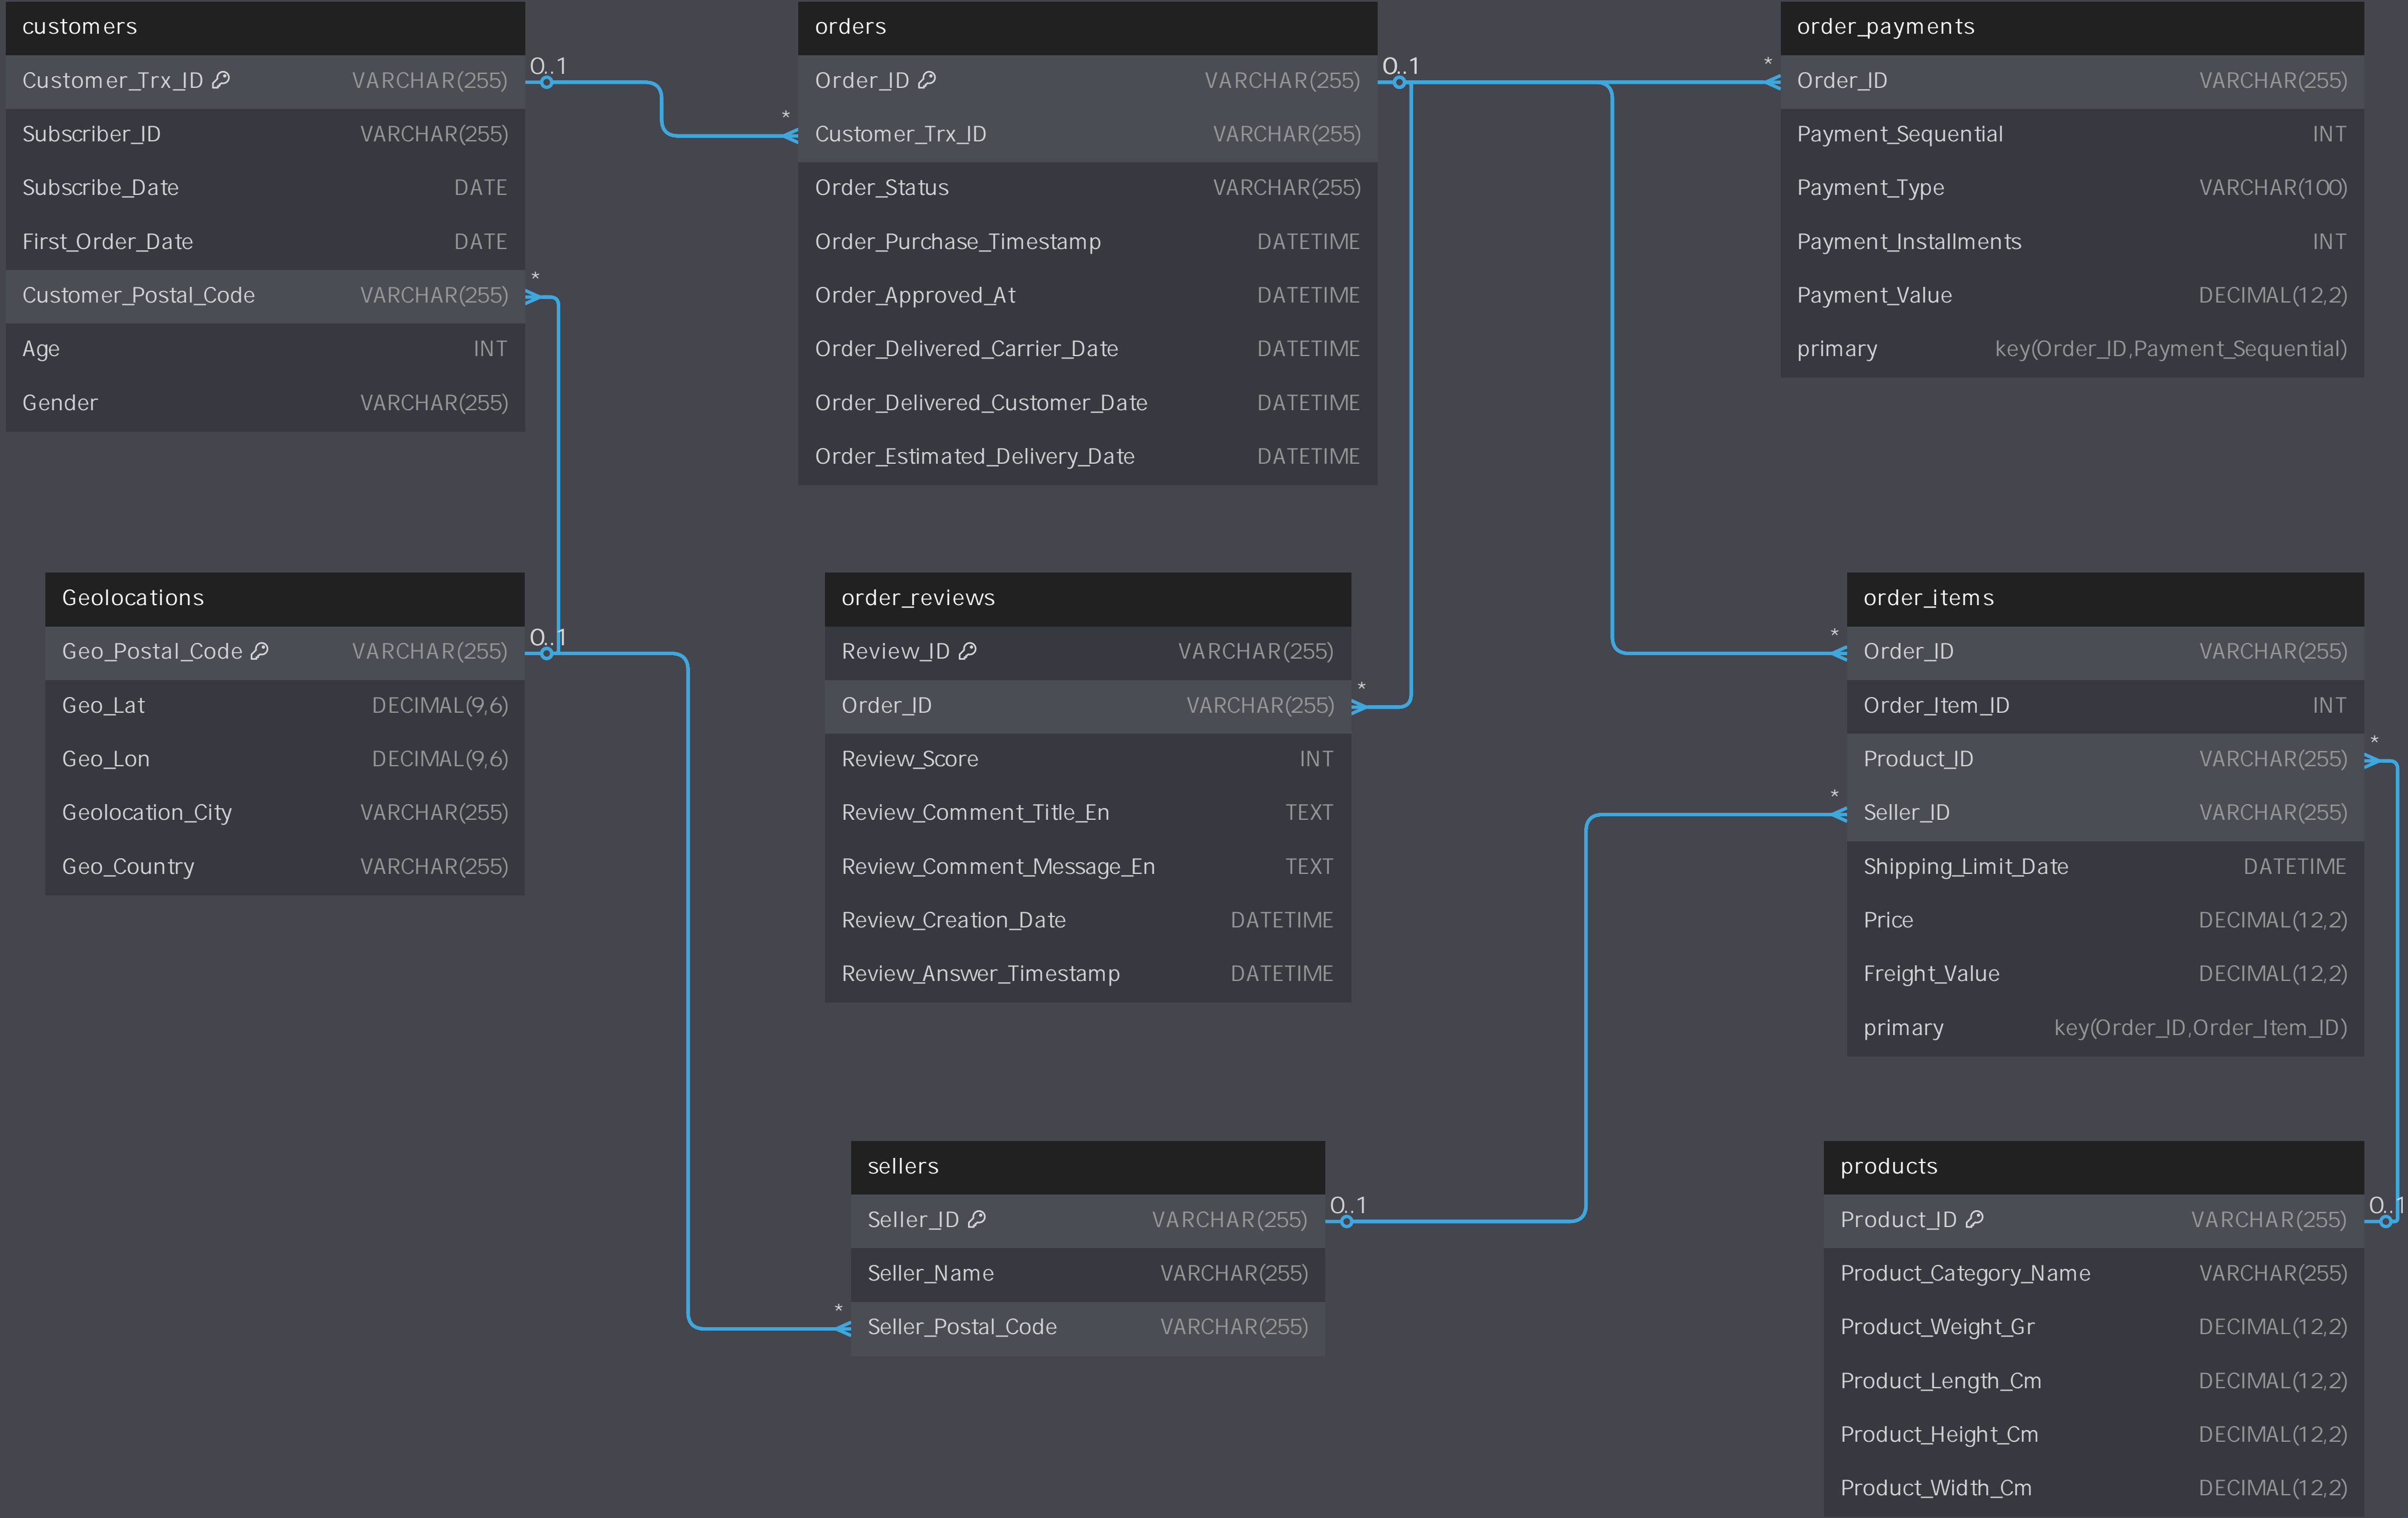 customers
Customer_Trx_ID VARCHAR(255)
Subscriber_ID VARCHAR(255)
Subscribe_Date DATE
First_Order_Date DATE
Customer_Postal_Code VARCHAR(255)
Age INT
Gender VARCHAR(255)
0..1
*
*
orders
Order_ID VARCHAR(255)
Customer_Trx_ID VARCHAR(255)
Order_Status VARCHAR(255)
Order_Purchase_Timestamp DATETIME
Order_Approved_At DATETIME
Order_Delivered_Carrier_Date DATETIME
Order_Delivered_Customer_Date DATETIME
Order_Estimated_Delivery_Date DATETIME
0..1
*
order_payments
Order_ID VARCHAR(255)
Payment_Sequential INT
Payment_Type VARCHAR(100)
Payment_Installments INT
Payment_Value DECIMAL(12,2)
primary key(Order_ID,Payment_Sequential)
Geolocations
Geo_Postal_Code VARCHAR(255)
Geo_Lat DECIMAL(9,6)
Geo_Lon DECIMAL(9,6)
Geolocation_City VARCHAR(255)
Geo_Country VARCHAR(255)
0..1
order_reviews
Review_ID VARCHAR(255)
Order_ID VARCHAR(255)
Review_Score INT
Review_Comment_Title_En TEXT
Review_Comment_Message_En TEXT
Review_Creation_Date DATETIME
Review_Answer_Timestamp DATETIME
*
*
*
order_items
Order_ID VARCHAR(255)
Order_Item_ID INT
Product_ID VARCHAR(255)
Seller_ID VARCHAR(255)
Shipping_Limit_Date DATETIME
Price DECIMAL(12,2)
Freight_Value DECIMAL(12,2)
primary key(Order_ID,Order_Item_ID)
*
sellers
Seller_ID VARCHAR(255)
Seller_Name VARCHAR(255)
Seller_Postal_Code VARCHAR(255)
0..1
*
products
Product_ID VARCHAR(255)
Product_Category_Name VARCHAR(255)
Product_Weight_Gr DECIMAL(12,2)
Product_Length_Cm DECIMAL(12,2)
Product_Height_Cm DECIMAL(12,2)
Product_Width_Cm DECIMAL(12,2)
0..1